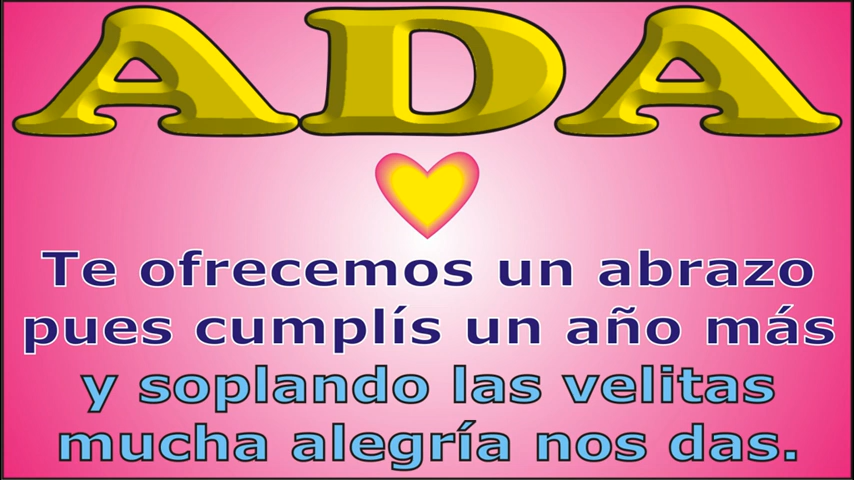 ADA
Te ofrecemos un abrazo
pues cumplís un año más
y soplando las velitas
mucha alegría nos das.